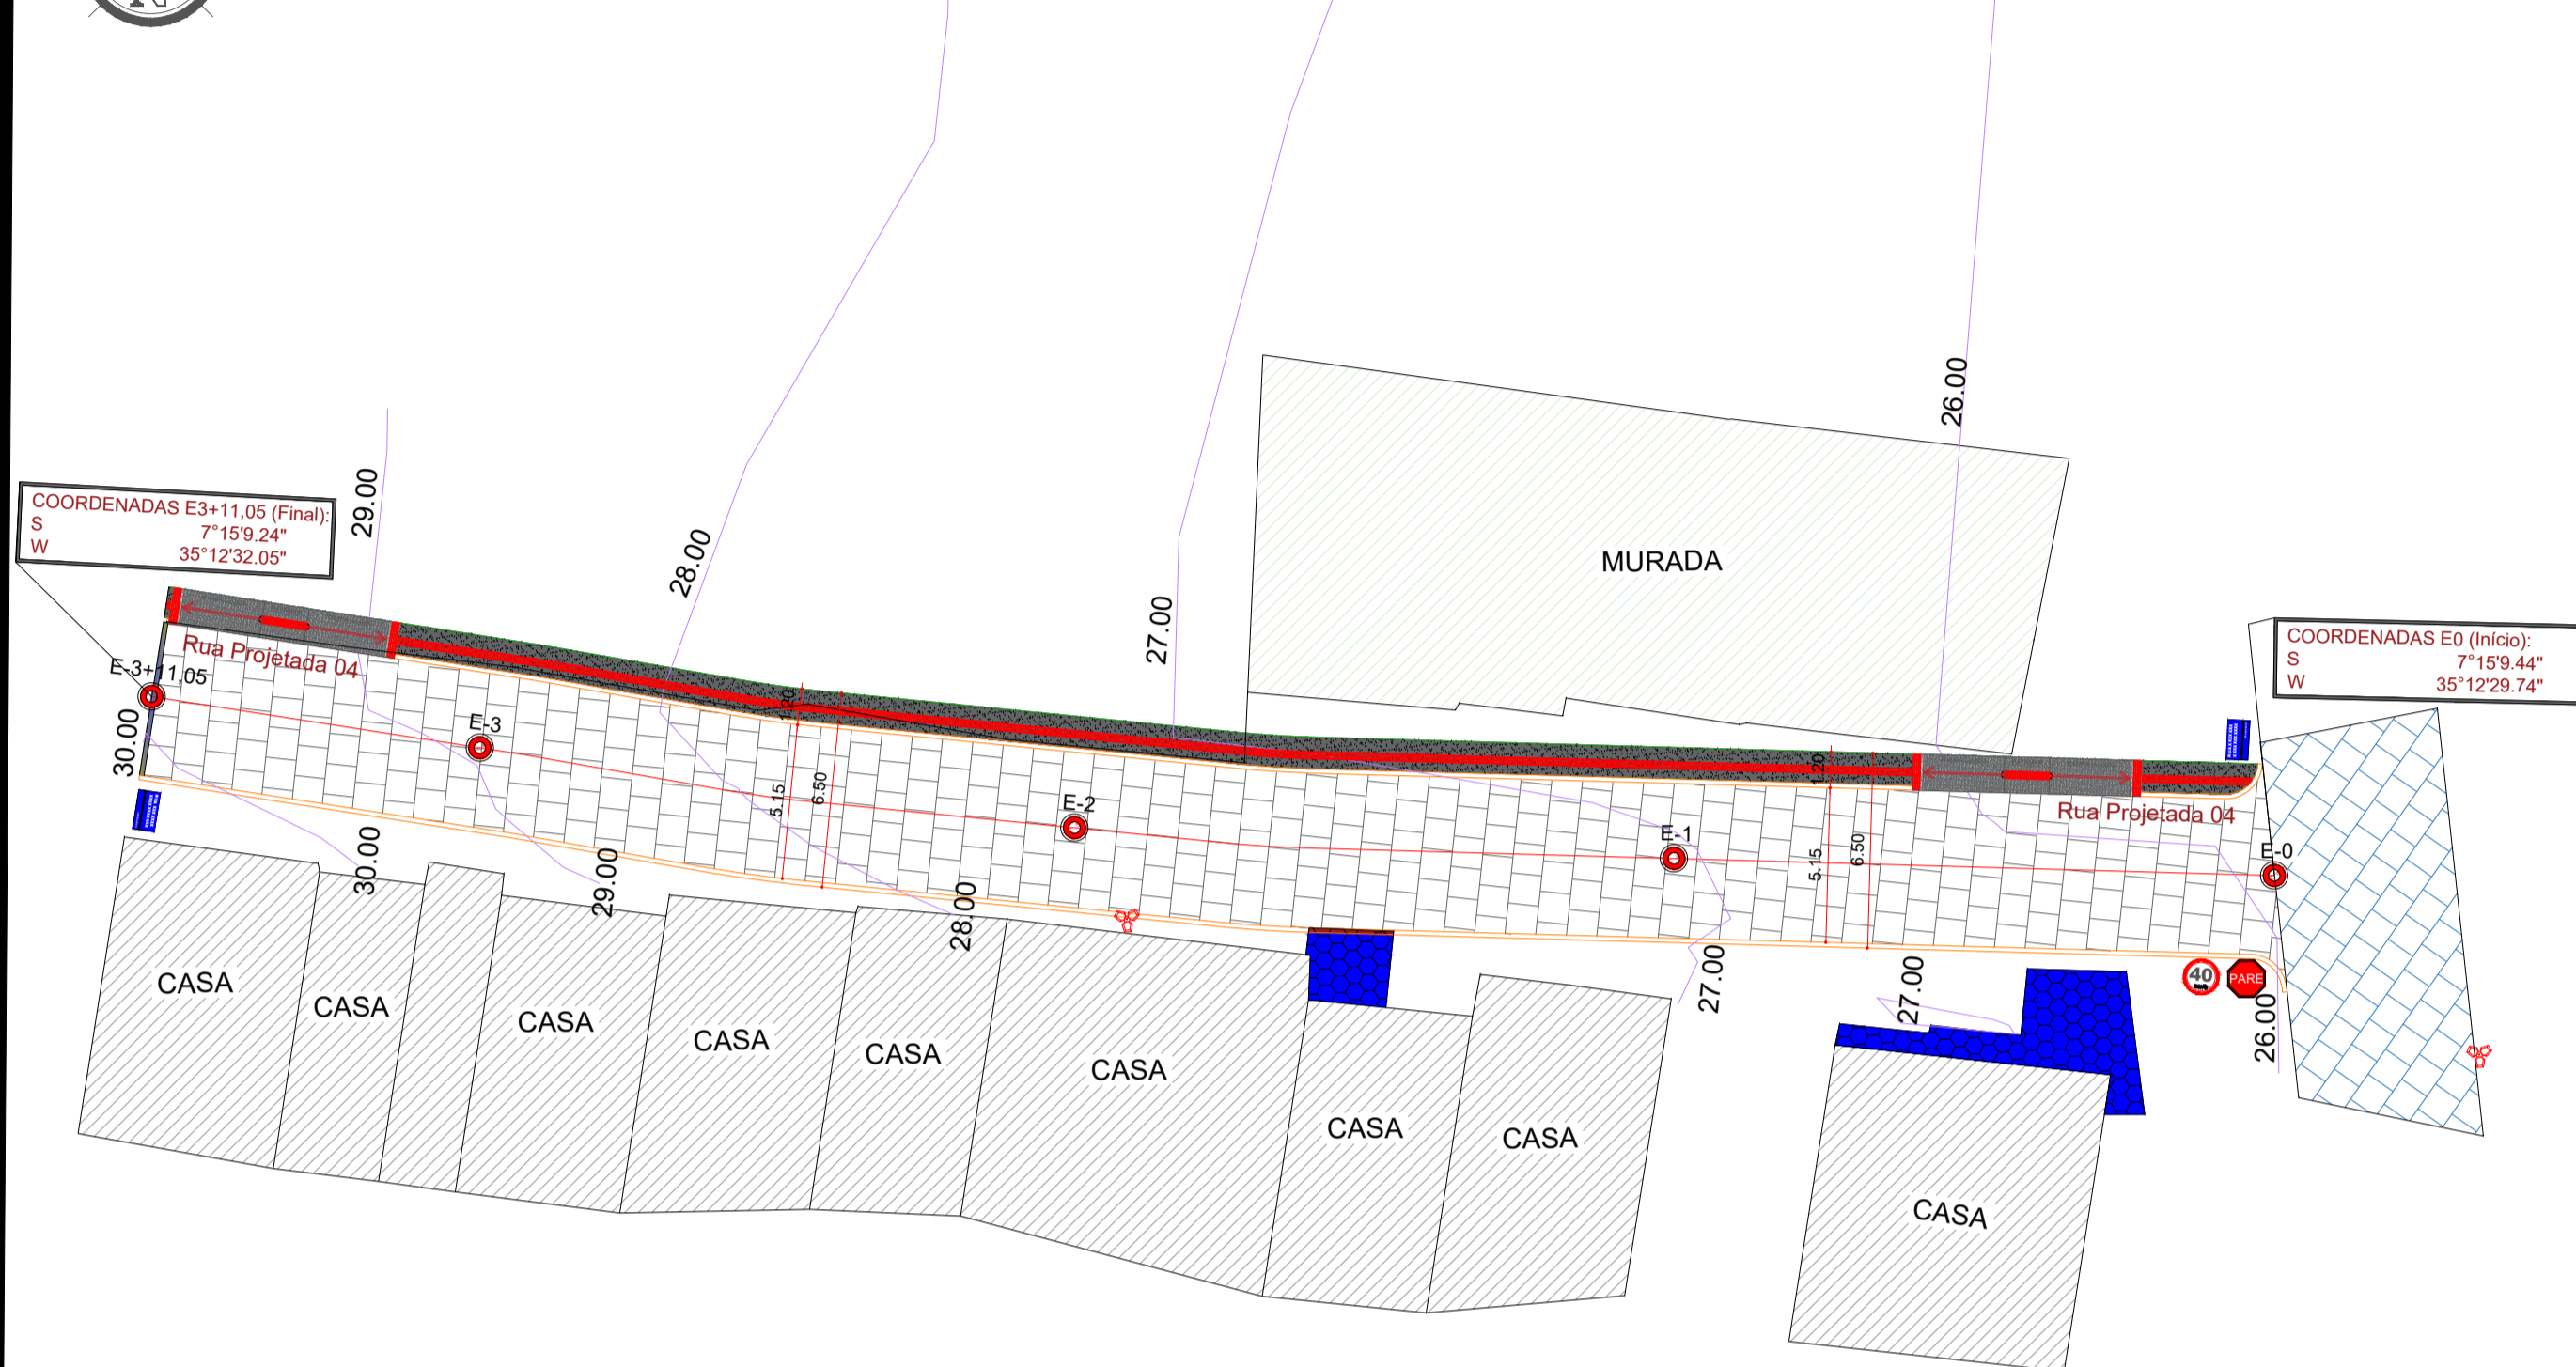 N
26.00
29.00
COORDENADAS E3+11,05 (Final):
S 7°15'9.24"
W 35°12'32.05"
28.00
MURADA
27.00
COORDENADAS E0 (Início):
S 7°15'9.44"
W 35°12'29.74"
Rua Projetada 04
E-3+11,05
30.00
E-3
1.20
5.15
6.50
E-2
E-1
1.20
5.15
6.50
Rua Projetada 04
E-0
30.00
29.00
28.00
27.00
27.00
40
PARE
26.00
CASA
CASA
CASA
CASA
CASA
CASA
CASA
CASA
CASA